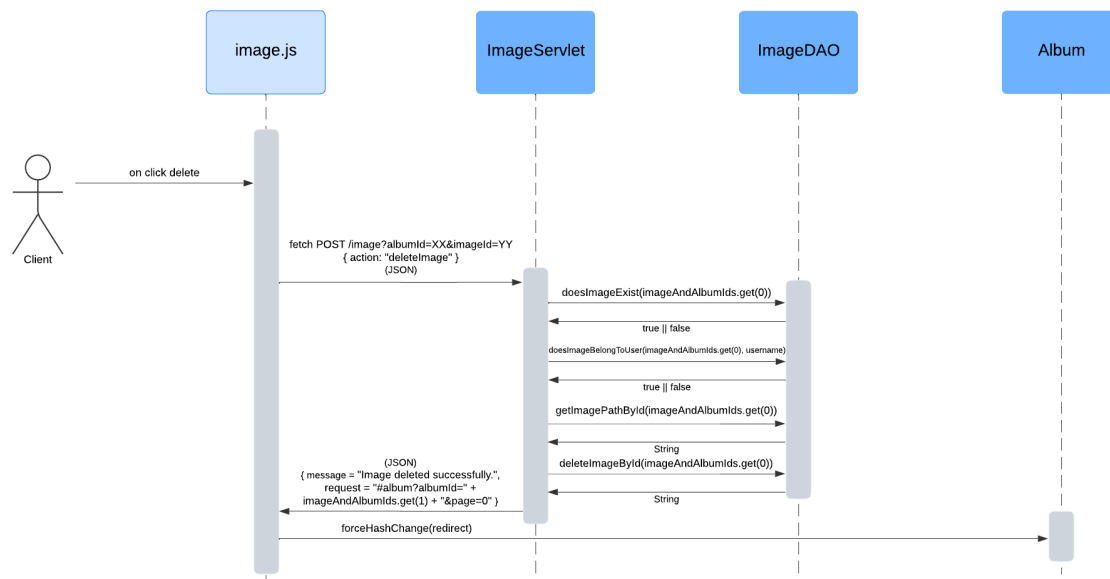 image.js
ImageServlet
ImageDAO
Album
on click delete
Client
fetch POST /image?albumId=XX&imageId=YY
{ action: "deleteImage" }
(JSON)
doesImageExist(imageAndAlbumIds.get(0))
true || false
doesImageBelongToUser(imageAndAlbumIds.get(0), username)
true || false
getImagePathById(imageAndAlbumIds.get(0))
String
deleteImageById(imageAndAlbumIds.get(0))
String
(JSON)
{ message = "Image deleted successfully.",
request = "#album?albumId=" +
imageAndAlbumIds.get(1) + "&page=0" }
forceHashChange(redirect)